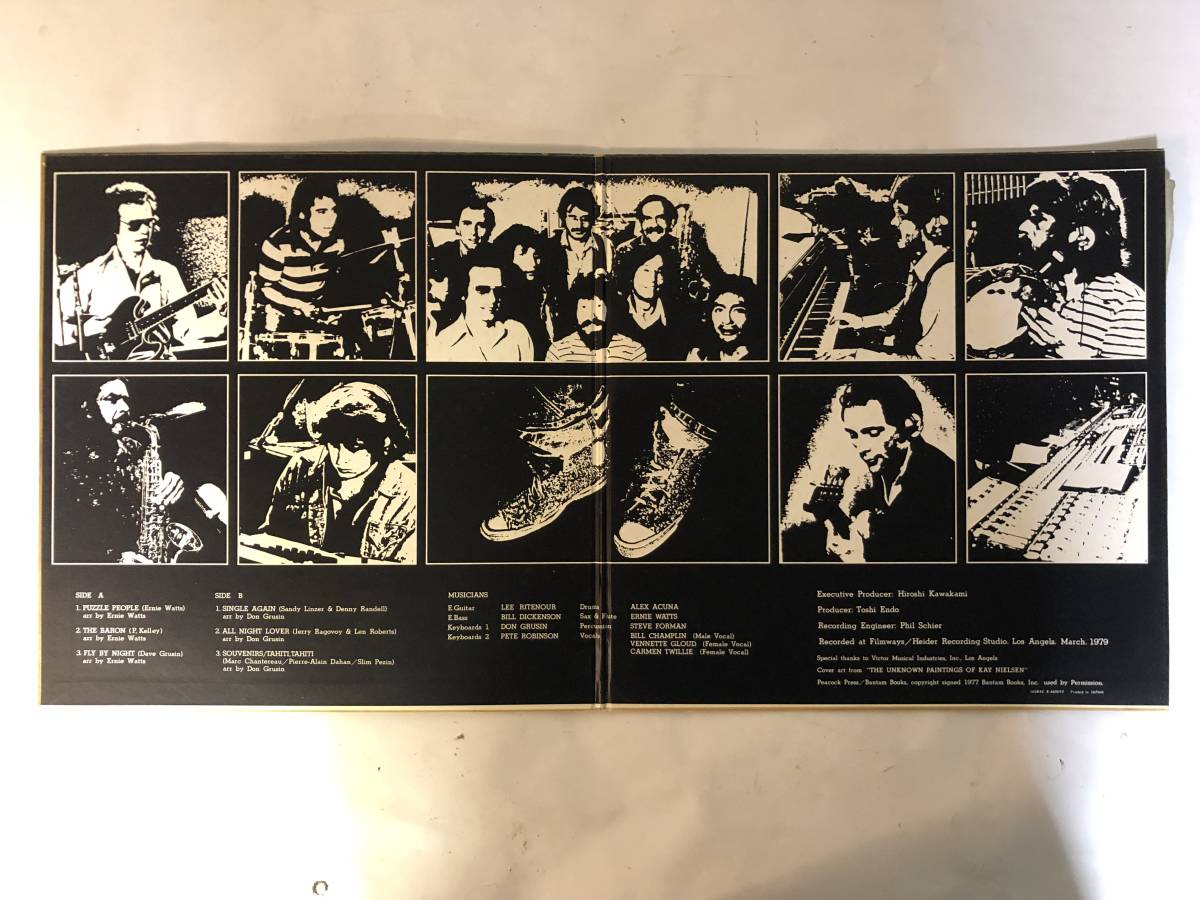 SIDE A
1. PUZZLE PEOPLE (Ernie Watts)
arr by Ernie Watts
2. THE BARON (P. Kelley)
arr by Ernie Watts
3. FLY BY NIGHT (Dave Grusin)
arr by Ernie Watts
SIDE B
1. SINGLE AGAIN (Sandy Linzer & Denny Randell)
arr by Don Grusin
2. ALL NIGHT LOVER (Jerry Ragovoy & Len Roberts)
arr by Don Grusin
3. SOUVENIRS/TAHITI,TAHITI
(Marc Chantereau/Pierre-Alain Dahan/Slim Pezin)
arr by Don Grusin
MUSICIANS
E.Guitar LEE RITENOUR
E.Bass BILL DICKENSON
Keyboards 1 DON GRUSIN
Keyboards 2 PETE ROBINSON
Drums ALEX ACUNA
Sax & Flute ERNIE WATTS
Percussion STEVE FORMAN
Vocals BILL CHAMPLIN (Male Vocal)
VENNETTE GLOUD (Female Vocal)
CARMEN TWILLIE (Female Vocal)
Executive Producer: Hiroshi Kawakami
Producer: Toshi Endo
Recording Engineer: Phil Schier
Recorded at Filmways/Heider Recording Studio. Los Angels. March. 1979
Special thanks to Victor Musical Industries, Inc., Los Angels
Cover art from "THE UNKNOWN PAINTINGS OF KAY NIELSEN"
Peacock Press/Bantam Books, copyright signed 1977 Bantam Books, Inc. used by Permission.
Printed in JAPAN